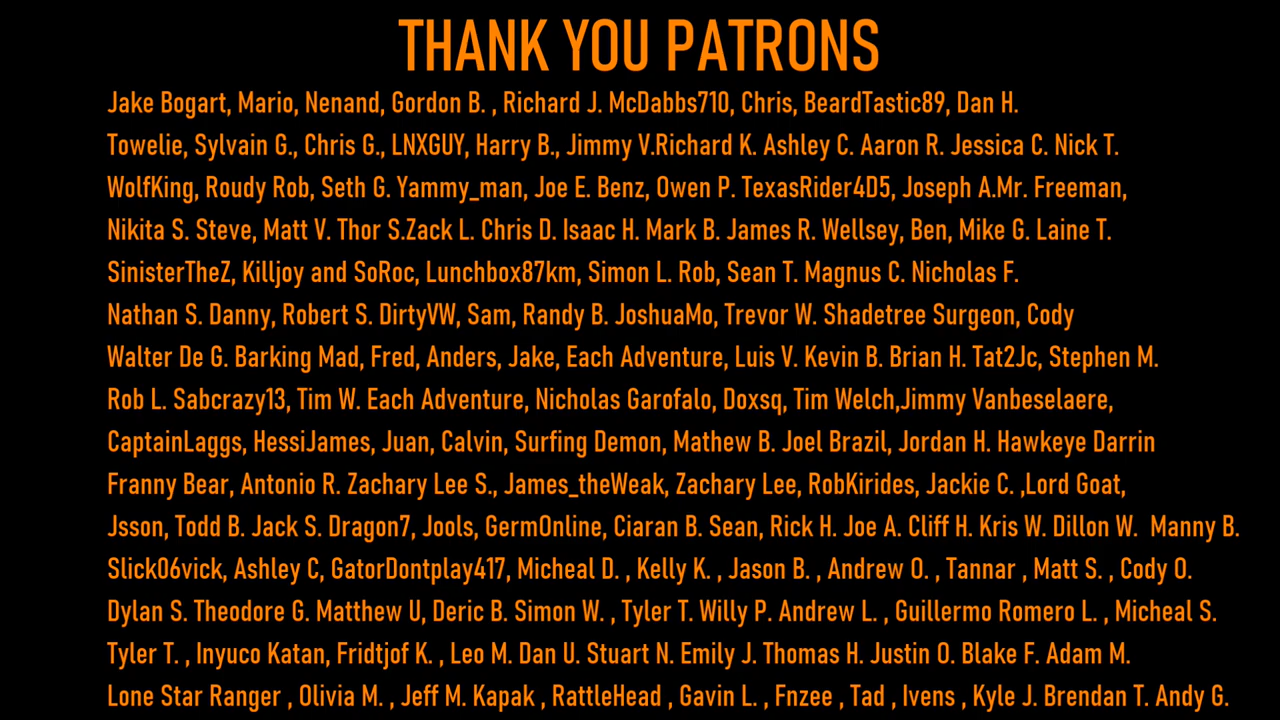 THANK YOU PATRONS
Jake Bogart, Mario, Nenand, Gordon B. , Richard J. McDabbs710, Chris, BeardTastic89, Dan H.
Towelie, Sylvain G., Chris G., LNXGUY, Harry B., Jimmy V.Richard K. Ashley C. Aaron R. Jessica C. Nick T.
WolfKing, Roudy Rob, Seth G. Yammy_man, Joe E. Benz, Owen P. TexasRider4D5, Joseph A.Mr. Freeman,
Nikita S. Steve, Matt V. Thor S.Zack L. Chris D. Isaac H. Mark B. James R. Wellsey, Ben, Mike G. Laine T.
SinisterTheZ, Killjoy and SoRoc, Lunchbox87km, Simon L. Rob, Sean T. Magnus C. Nicholas F.
Nathan S. Danny, Robert S. DirtyVW, Sam, Randy B. JoshuaMo, Trevor W. Shadetree Surgeon, Cody
Walter De G. Barking Mad, Fred, Anders, Jake, Each Adventure, Luis V. Kevin B. Brian H. Tat2Jc, Stephen M.
Rob L. Sabcrazy13, Tim W. Each Adventure, Nicholas Garofalo, Doxsq, Tim Welch,Jimmy Vanbeselaere,
CaptainLaggs, HessiJames, Juan, Calvin, Surfing Demon, Mathew B. Joel Brazil, Jordan H. Hawkeye Darrin
Franny Bear, Antonio R. Zachary Lee S., James_theWeak, Zachary Lee, RobKirides, Jackie C. ,Lord Goat,
Jsson, Todd B. Jack S. Dragon7, Jools, GermOnline, Ciaran B. Sean, Rick H. Joe A. Cliff H. Kris W. Dillon W.  Manny B.
Slick06vick, Ashley C, GatorDontplay417, Micheal D. , Kelly K. , Jason B. , Andrew O. , Tannar , Matt S. , Cody O.
Dylan S. Theodore G. Matthew U, Deric B. Simon W. , Tyler T. Willy P. Andrew L. , Guillermo Romero L. , Micheal S.
Tyler T. , Inyuco Katan, Fridtjof K. , Leo M. Dan U. Stuart N. Emily J. Thomas H. Justin O. Blake F. Adam M.
Lone Star Ranger , Olivia M. , Jeff M. Kapak , RattleHead , Gavin L. , Fnzee , Tad , Ivens , Kyle J. Brendan T. Andy G.